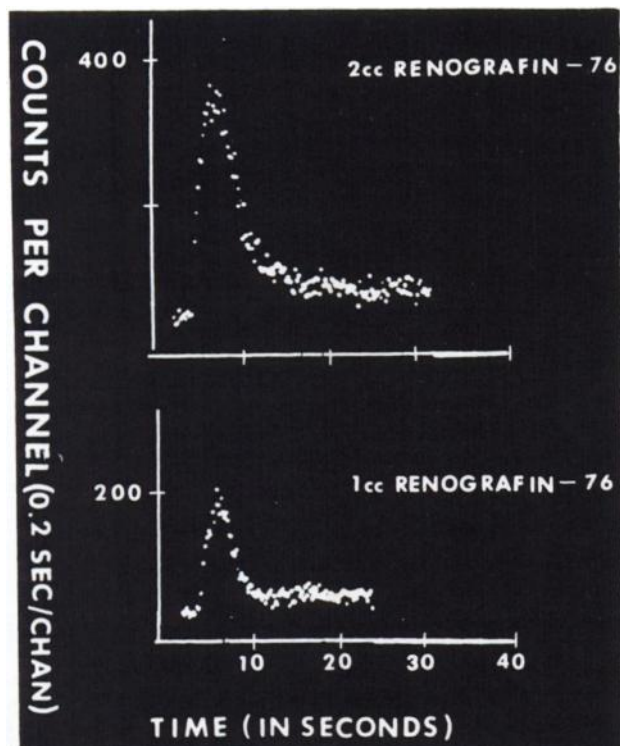 COUNTS PER CHANNEL (0.2 SEC/CHAN)
400
2cc RENOGRAFIN – 76
200
1cc RENOGRAFIN – 76
10 20 30 40
TIME (IN SECONDS)